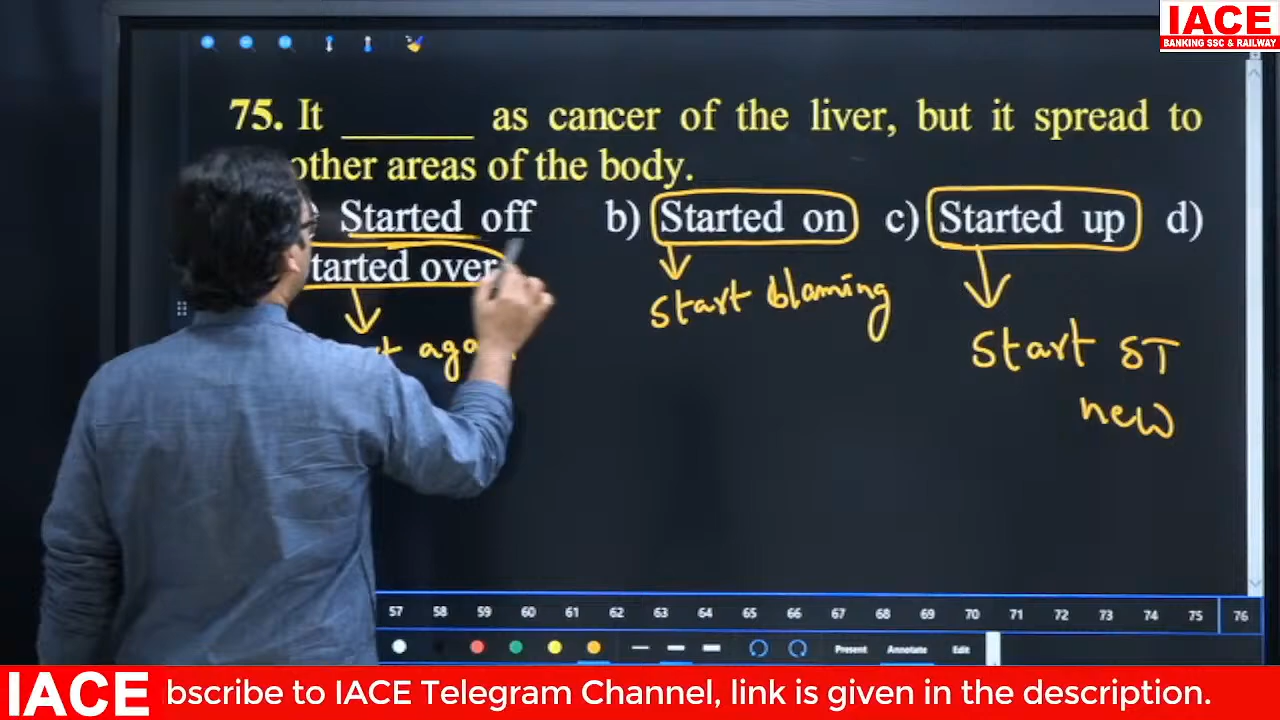 IACE
BANKING SSC & RAILWAY
75. It ______ as cancer of the liver, but it spread to
other areas of the body.
Started off b) Started on c) Started up d)
tarted over
start blaming
Start ST
new
57 58 59 60 61 62 63 64 65 66 67 68 69 70 71 72 73 74 75 76
Present Annotate Edit
IACE bscribe to IACE Telegram Channel, link is given in the description.